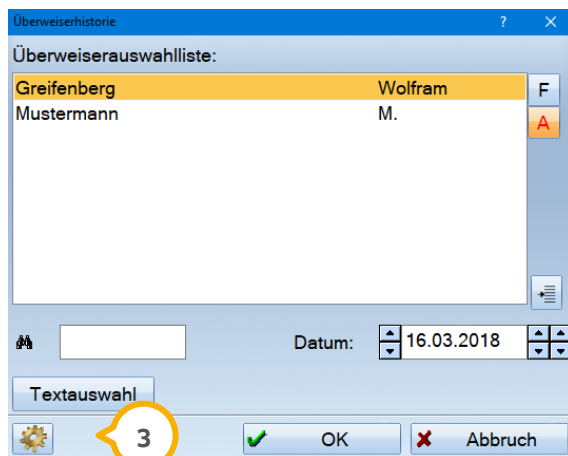 Überweiserhistorie ?
Überweiserauswahlliste:
Greifenberg Wolfram F
Mustermann M. A
Datum: 16.03.2018
Textauswahl
3 OK Abbruch